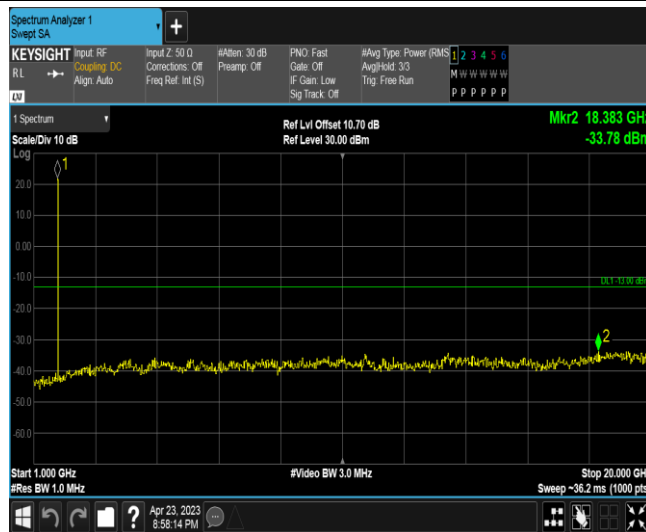 Spectrum Analyzer 1
Swept SA
+
KEYSIGHT
RL
LXI
Input: RF
Coupling: DC
Align: Auto
Input Z: 50 Ω
Corrections: Off
Freq Ref: Int (S)
#Atten: 30 dB
Preamp: Off
PNO: Fast
Gate: Off
IF Gain: Low
Sig Track: Off
#Avg Type: Power (RMS
Avg|Hold: 3/3
Trig: Free Run
1 2 3 4 5 6
M W W W W W
P P P P P P
1 Spectrum
Scale/Div 10 dB
Log
Ref Lvl Offset 10.70 dB
Ref Level 30.00 dBm
Mkr2 18.383 GHz
-33.78 dBm
1
20.0
10.0
0.00
-10.0
DL1 -13.00 dBm
-20.0
-30.0
2
-40.0
-50.0
-60.0
Start 1.000 GHz
#Res BW 1.0 MHz
#Video BW 3.0 MHz
Stop 20.000 GHz
Sweep ~36.2 ms (1000 pts)
?
Apr 23, 2023
8:58:14 PM